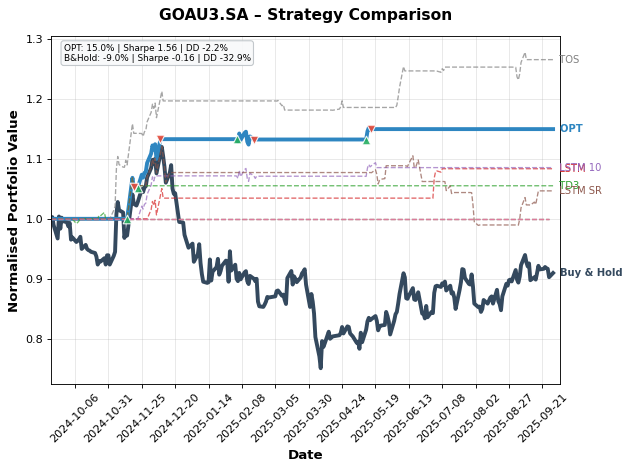 GOAU3.SA – Strategy Comparison
OPT: 15.0% | Sharpe 1.56 | DD -2.2%
B&Hold: -9.0% | Sharpe -0.16 | DD -32.9%
Normalised Portfolio Value
1.3
1.2
1.1
1.0
0.9
0.8
TOS
OPT
LSTM 10
TD3
LSTM SR
Buy & Hold
2024-10-06
2024-10-31
2024-11-25
2024-12-20
2025-01-14
2025-02-08
2025-03-05
2025-03-30
2025-04-24
2025-05-19
2025-06-13
2025-07-08
2025-08-02
2025-08-27
2025-09-21
Date